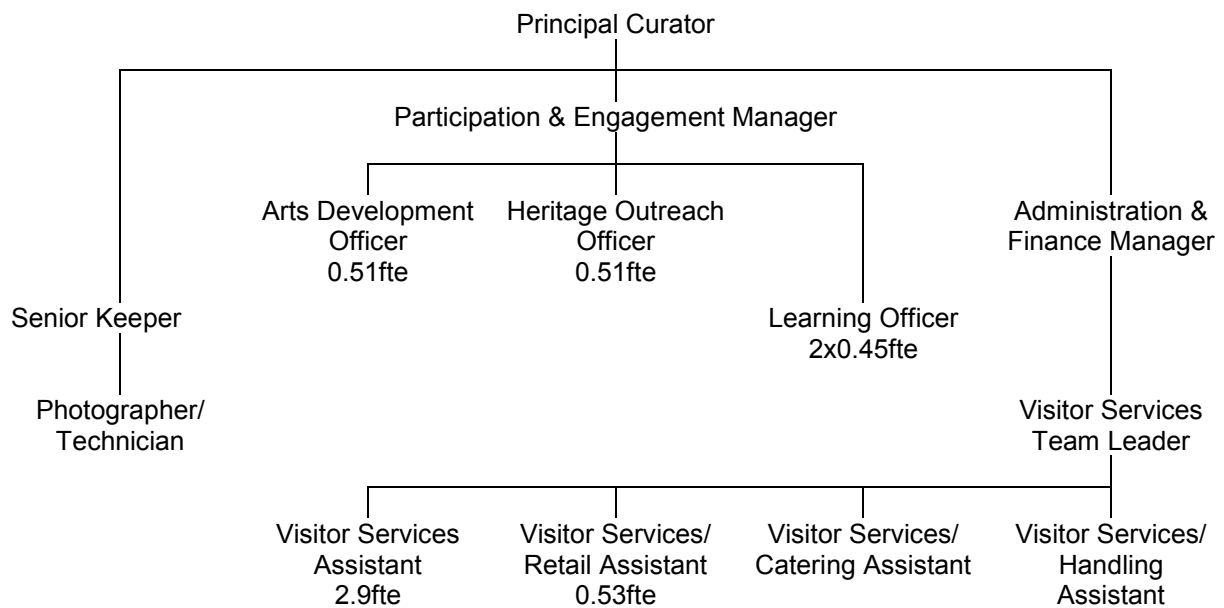 Principal Curator
Participation & Engagement Manager
Arts Development
Officer
0.51fte
Heritage Outreach
Officer
0.51fte
Administration &
Finance Manager
Senior Keeper
Learning Officer
2x0.45fte
Photographer/
Technician
Visitor Services
Team Leader
Visitor Services
Assistant
2.9fte
Visitor Services/
Retail Assistant
0.53fte
Visitor Services/
Catering Assistant
Visitor Services/
Handling
Assistant